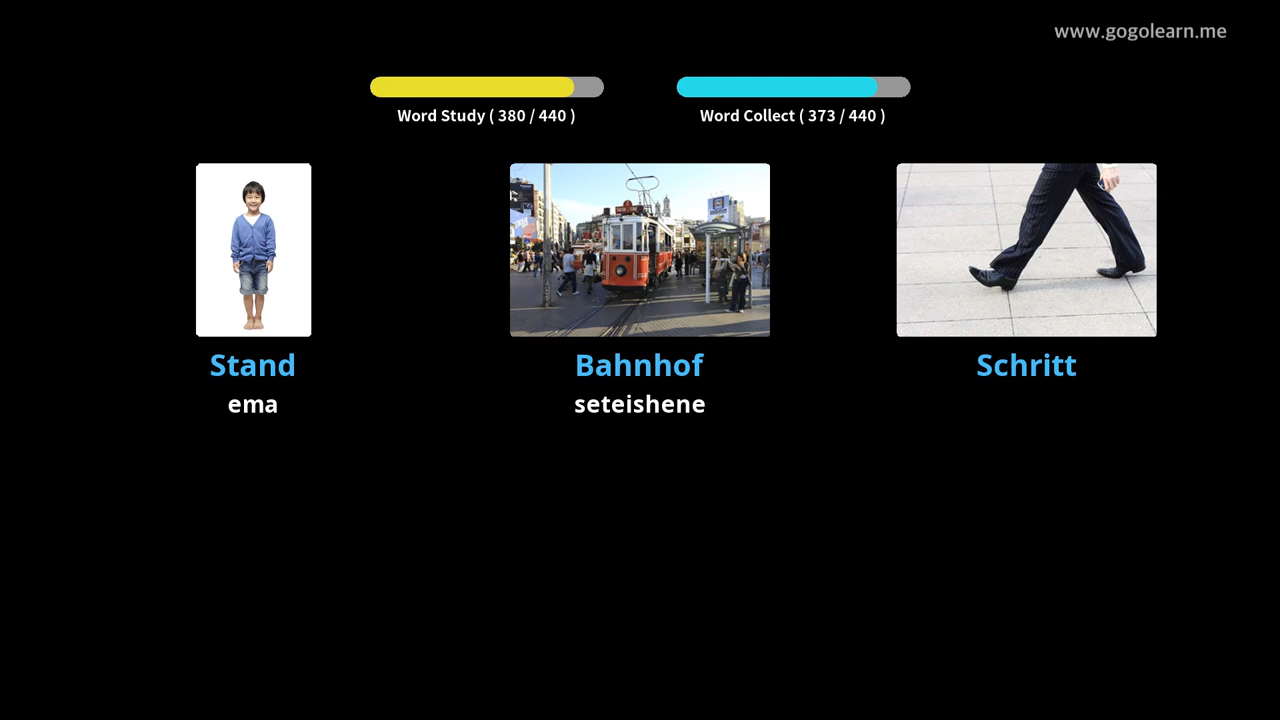 www.gogolearn.me
Word Study ( 380 / 440 )
Word Collect ( 373 / 440 )
Stand
Bahnhof
Schritt
ema
seteishene